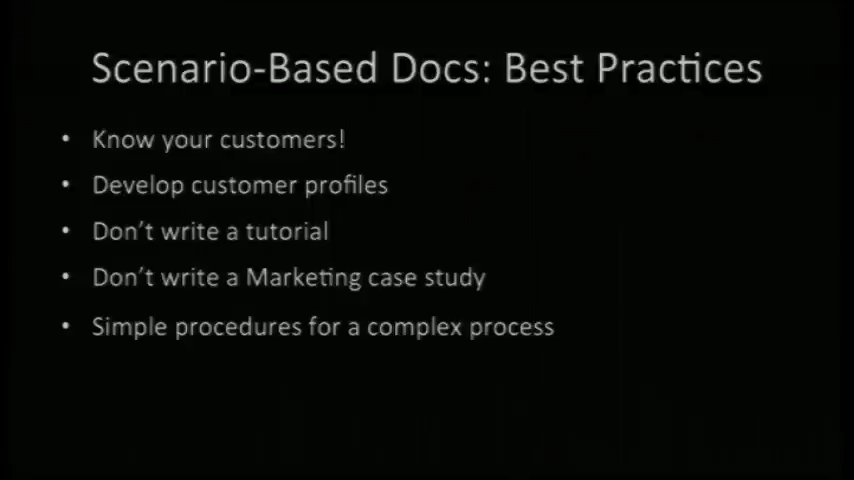 Scenario-Based Docs: Best Practices
• Know your customers!
• Develop customer profiles
• Don't write a tutorial
• Don't write a Marketing case study
• Simple procedures for a complex process